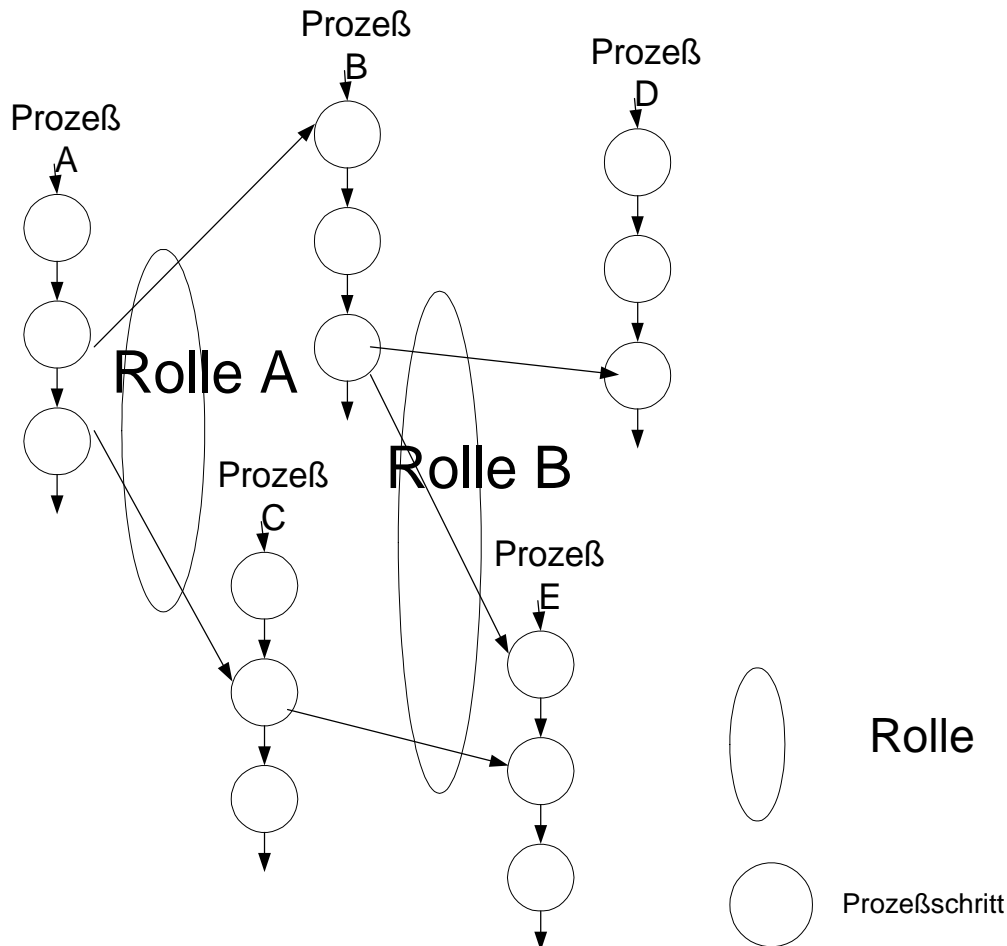 Prozeß
B
Prozeß
D
Prozeß
A
Rolle A
Rolle B
Prozeß
C
Prozeß
E
Rolle
Prozeßschritt